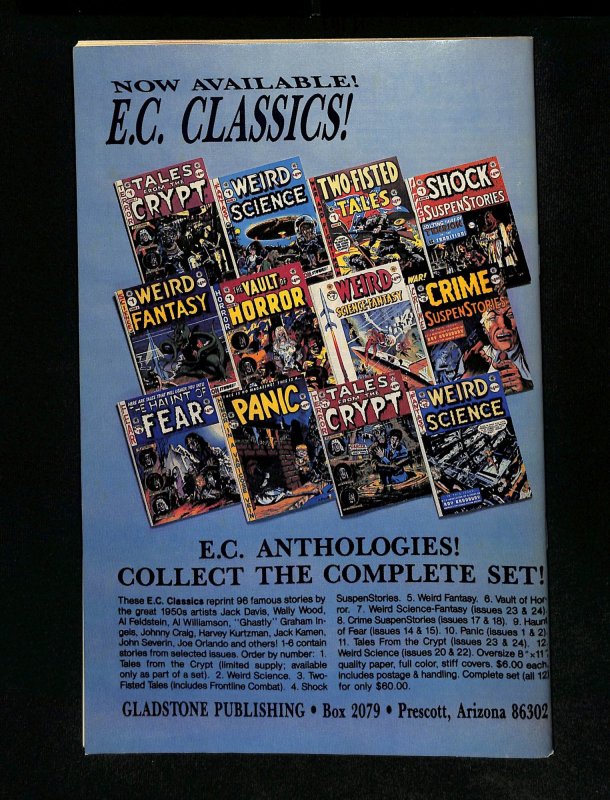 NOW AVAILABLE!
E.C. CLASSICS!
TALES
FROM THE
CRYPT
WEIRD
SCIENCE
TWO-FISTED
TALES
SHOCK
SUSPENSTORIES
WEIRD
FANTASY
THE VAULT OF
HORROR
WEIRD
SCIENCE-FANTASY
WAR!
CRIME
SUSPENSTORIES
THE HAUNT OF
FEAR
PANIC
TALES
FROM THE
CRYPT
WEIRD
SCIENCE
RAY BRADBURY
E.C. ANTHOLOGIES!
COLLECT THE COMPLETE SET!
These E.C. Classics reprint 96 famous stories by
the great 1950s artists Jack Davis, Wally Wood,
Al Feldstein, Al Williamson, "Ghastly" Graham In-
gels, Johnny Craig, Harvey Kurtzman, Jack Kamen,
John Severin, Joe Orlando and others! 1-6 contain
stories from selected issues. Order by number: 1.
Tales from the Crypt (limited supply; available
only as part of a set). 2. Weird Science. 3. Two-
Fisted Tales (includes Frontline Combat). 4. Shock
SuspenStories. 5. Weird Fantasy. 6. Vault of Hor-
ror. 7. Weird Science-Fantasy (issues 23 & 24).
8. Crime SuspenStories (issues 17 & 18). 9. Haunt
of Fear (issues 14 & 15). 10. Panic (issues 1 & 2).
11. Tales From the Crypt (issues 23 & 24). 12.
Weird Science (issues 20 & 22). Oversize 8"x11"
quality paper, full color, stiff covers. $6.00 each,
includes postage & handling. Complete set (all 12)
for only $60.00.
GLADSTONE PUBLISHING • Box 2079 • Prescott, Arizona 86302